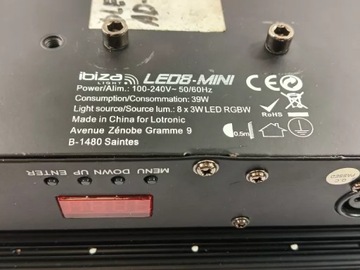 ibiza LIGHT LED8-MINI
Power/Alim.: 100-240V~ 50/60Hz
Consumption/Consommation: 39W
Light source/Source lum.: 8 x 3W LED RGBW
Made in China for Lotronic
Avenue Zénobe Gramme 9
B-1480 Saintes
CE
RoHS
0.5m
MENU DOWN UP ENTER